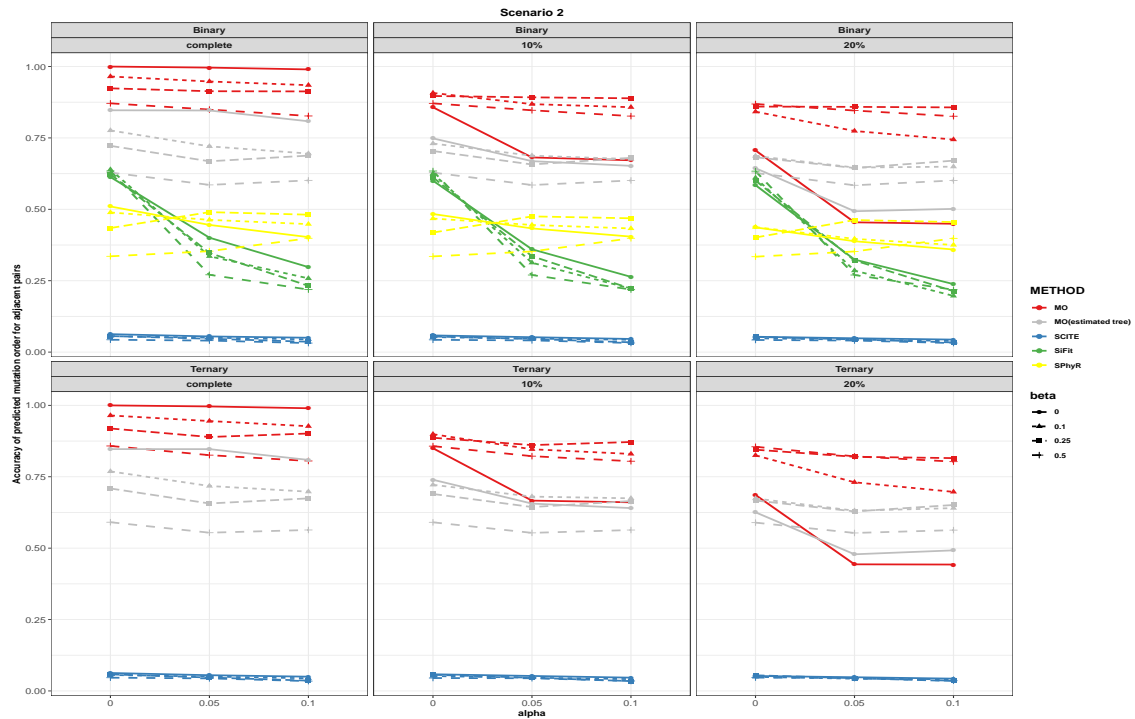 Scenario 2
Binary
Binary
Binary
complete
10%
20%
1.00
0.75
0.50
0.25
0.00
Ternary
Ternary
Ternary
complete
10%
20%
1.00
0.75
0.50
0.25
0.00
0
0.05
0.1
0
0.05
0.1
0
0.05
0.1
alpha
Accuracy of predicted mutation order for adjacent pairs
METHOD
MO
MO(estimated tree)
SCITE
SiFit
SPhyR
beta
0
0.1
0.25
0.5